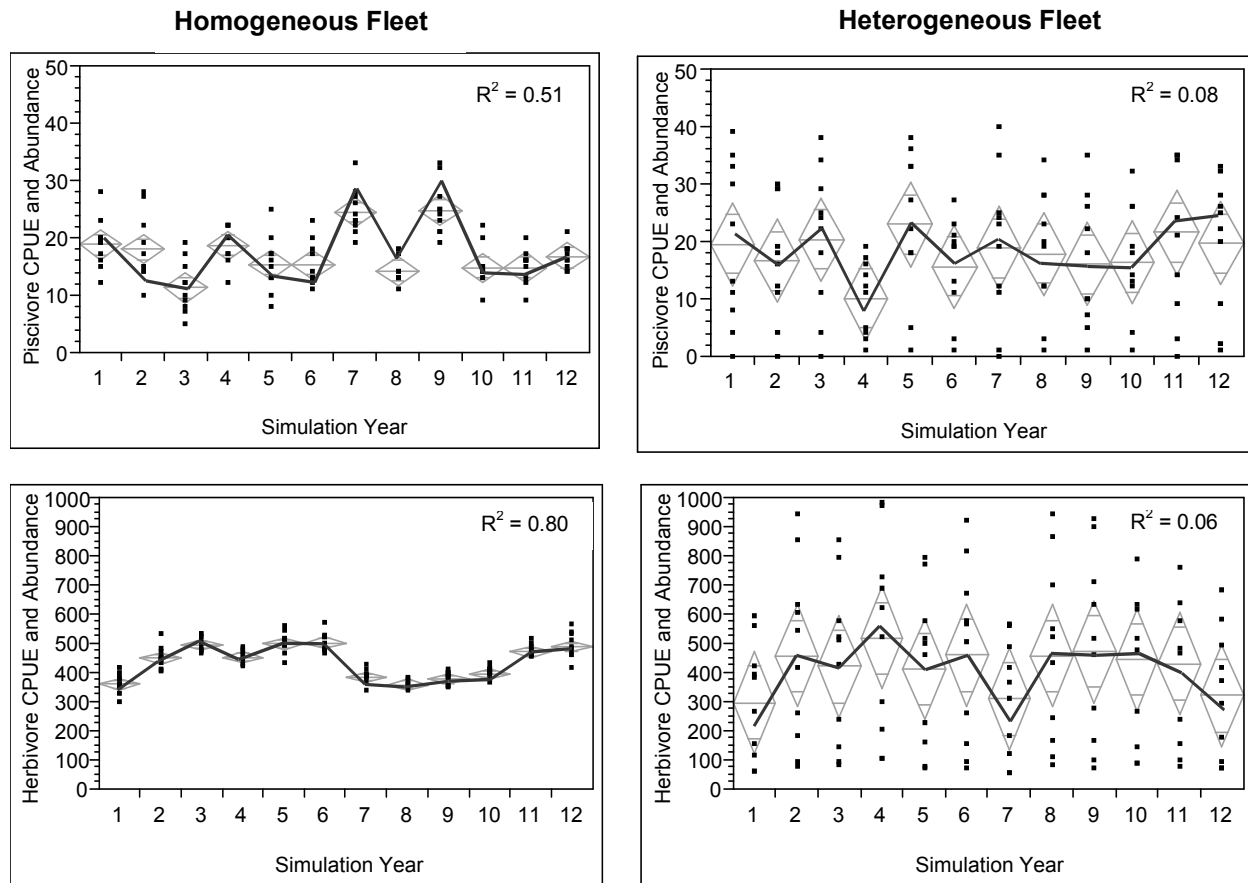 Homogeneous Fleet
Heterogeneous Fleet
Piscivore CPUE and Abundance
50
40
30
20
10
0
R² = 0.51
1 2 3 4 5 6 7 8 9 10 11 12
Simulation Year
Piscivore CPUE and Abundance
50
40
30
20
10
0
R² = 0.08
1 2 3 4 5 6 7 8 9 10 11 12
Simulation Year
Herbivore CPUE and Abundance
1000
900
800
700
600
500
400
300
200
100
0
R² = 0.80
1 2 3 4 5 6 7 8 9 10 11 12
Simulation Year
Herbivore CPUE and Abundance
1000
900
800
700
600
500
400
300
200
100
0
R² = 0.06
1 2 3 4 5 6 7 8 9 10 11 12
Simulation Year